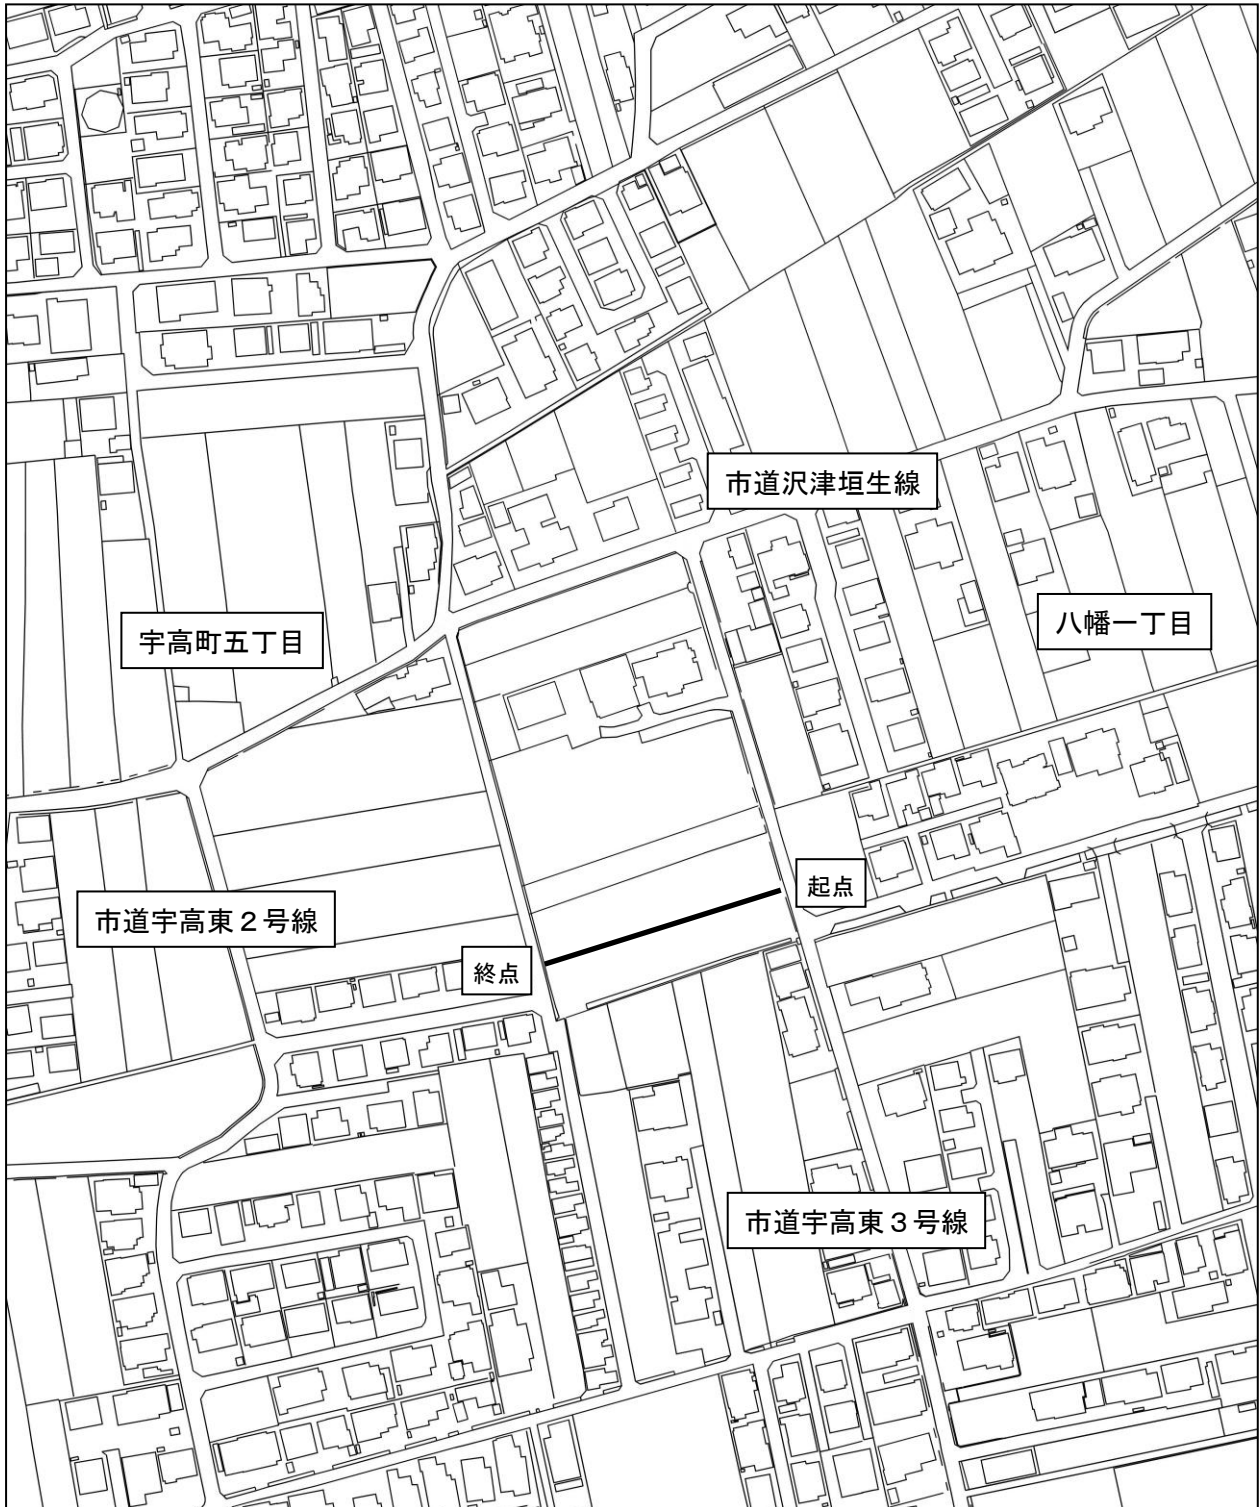 市道沢津垣生線
八幡一丁目
宇高町五丁目
起点
市道宇高東２号線
終点
市道宇高東３号線